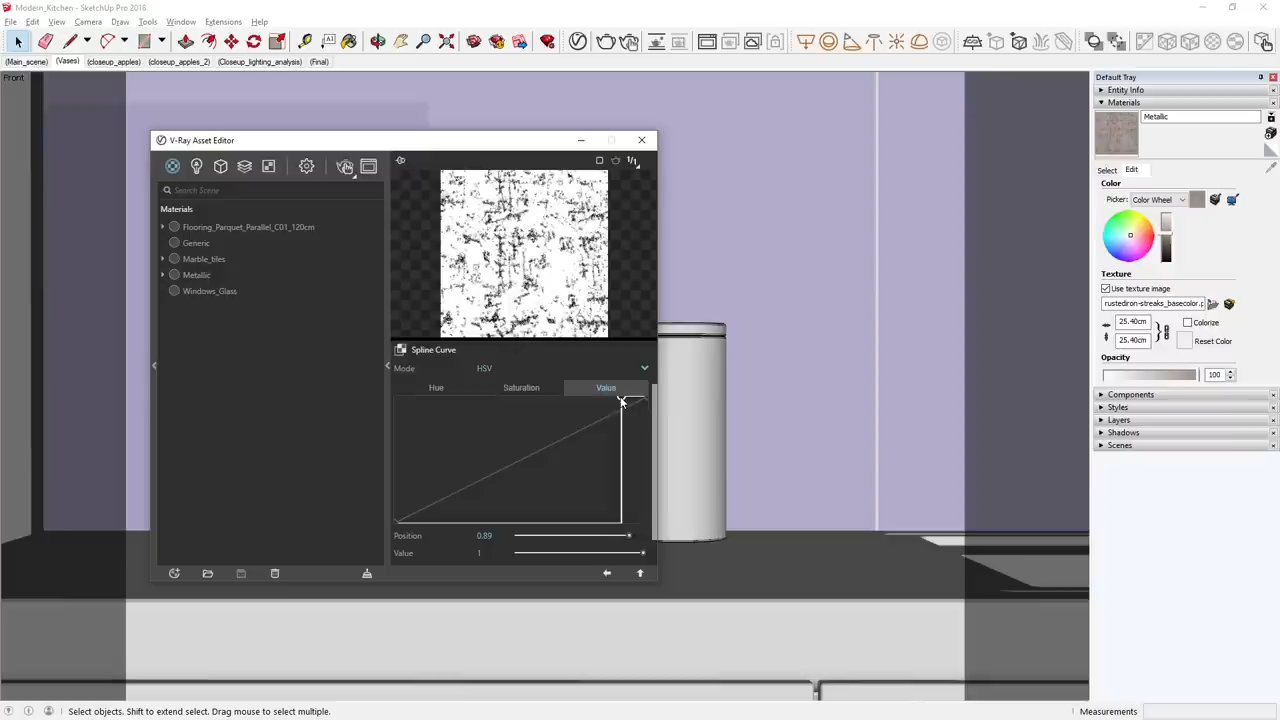 Modern_Kitchen - SketchUp Pro 2018
File Edit View Camera Draw Tools Window Extensions Help
(Main_scene) (Vases) (closeup_apples) (closeup_apples_2) (Closeup_lighting_analysis) (Final)
Front
V-Ray Asset Editor
Search Scene
Materials
Flooring_Parquet_Parallel_C01_120cm
Generic
Marble_tiles
Metallic
Windows_Glass
1/1
Spline Curve
Mode HSV
Hue Saturation Value
Position 0.89
Value 1
Default Tray
Entity Info
Materials
Metallic
Select Edit
Color
Picker: Color Wheel
Texture
Use texture image
rustediron-streaks_basecolor.p
25.40cm Colorize
25.40cm Reset Color
Opacity
100
Components
Styles
Layers
Shadows
Scenes
Select objects. Shift to extend select. Drag mouse to select multiple.
Measurements